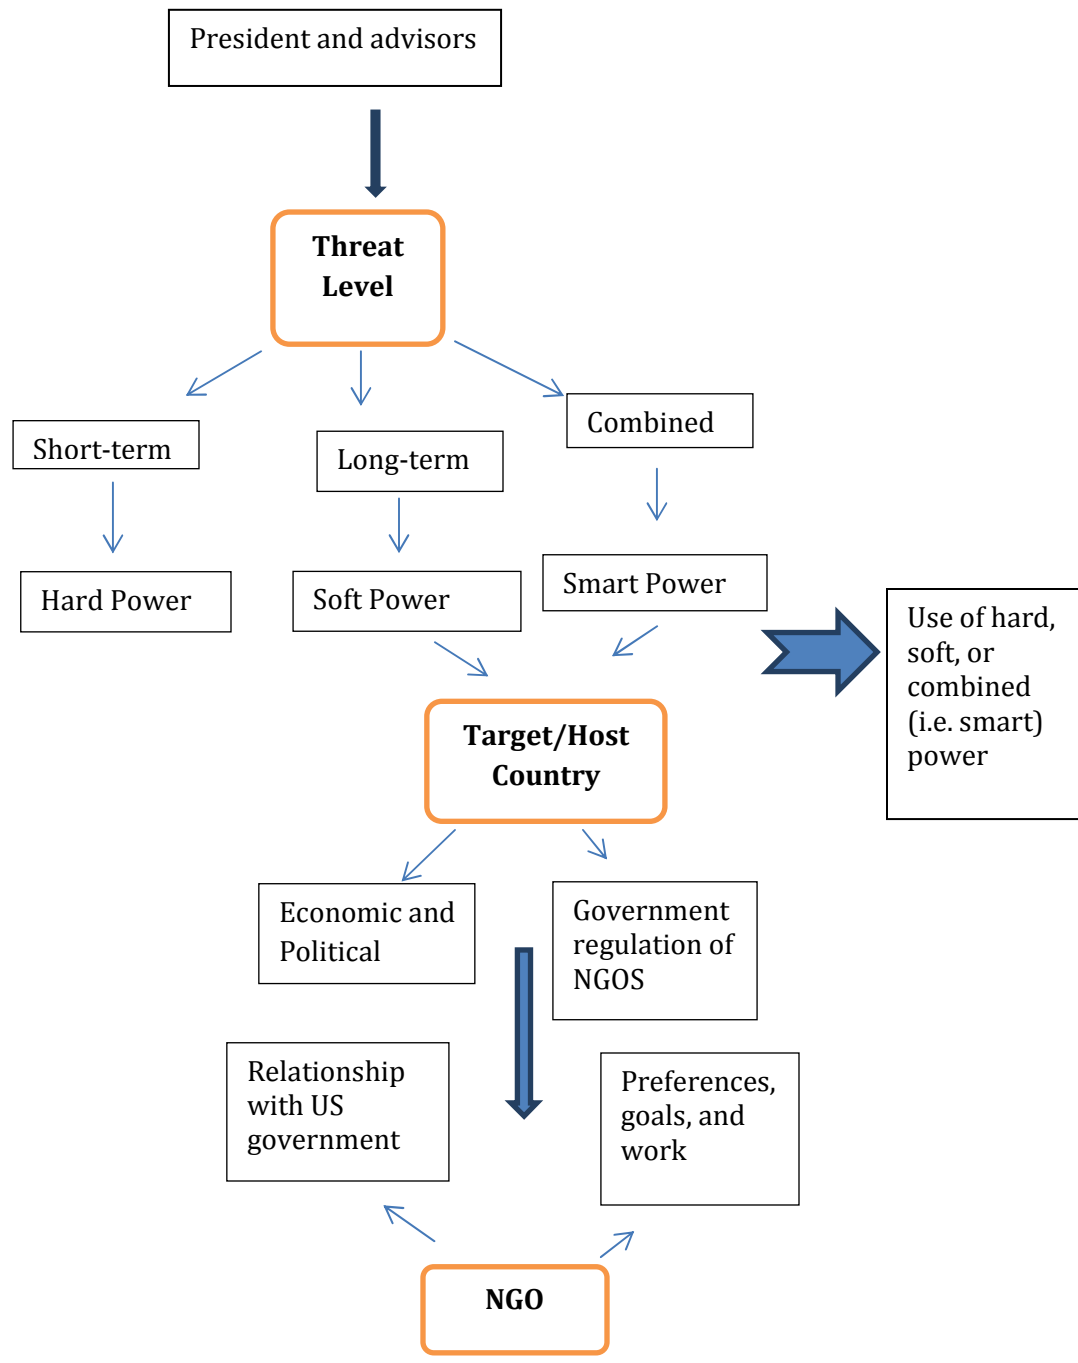 President and advisors
Threat
Level
Short-term
Long-term
Combined
Hard Power
Soft Power
Smart Power
Use of hard,
soft, or
combined
(i.e. smart)
power
Target/Host
Country
Economic and
Political
Government
regulation of
NGOS
Relationship
with US
government
Preferences,
goals, and
work
NGO